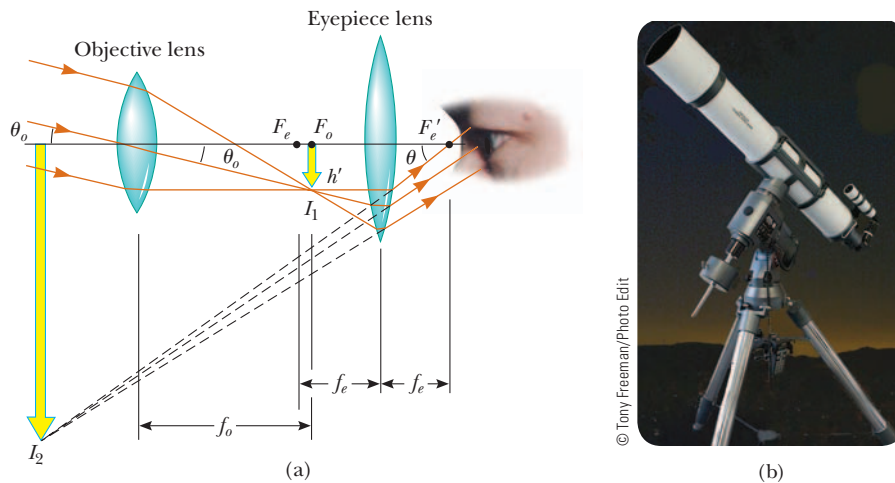 Eyepiece lens
Objective lens
θo
Fe Fo Fe′
θo
θ
h′
I1
fe fe
fo
I2
(a)
© Tony Freeman/Photo Edit
(b)